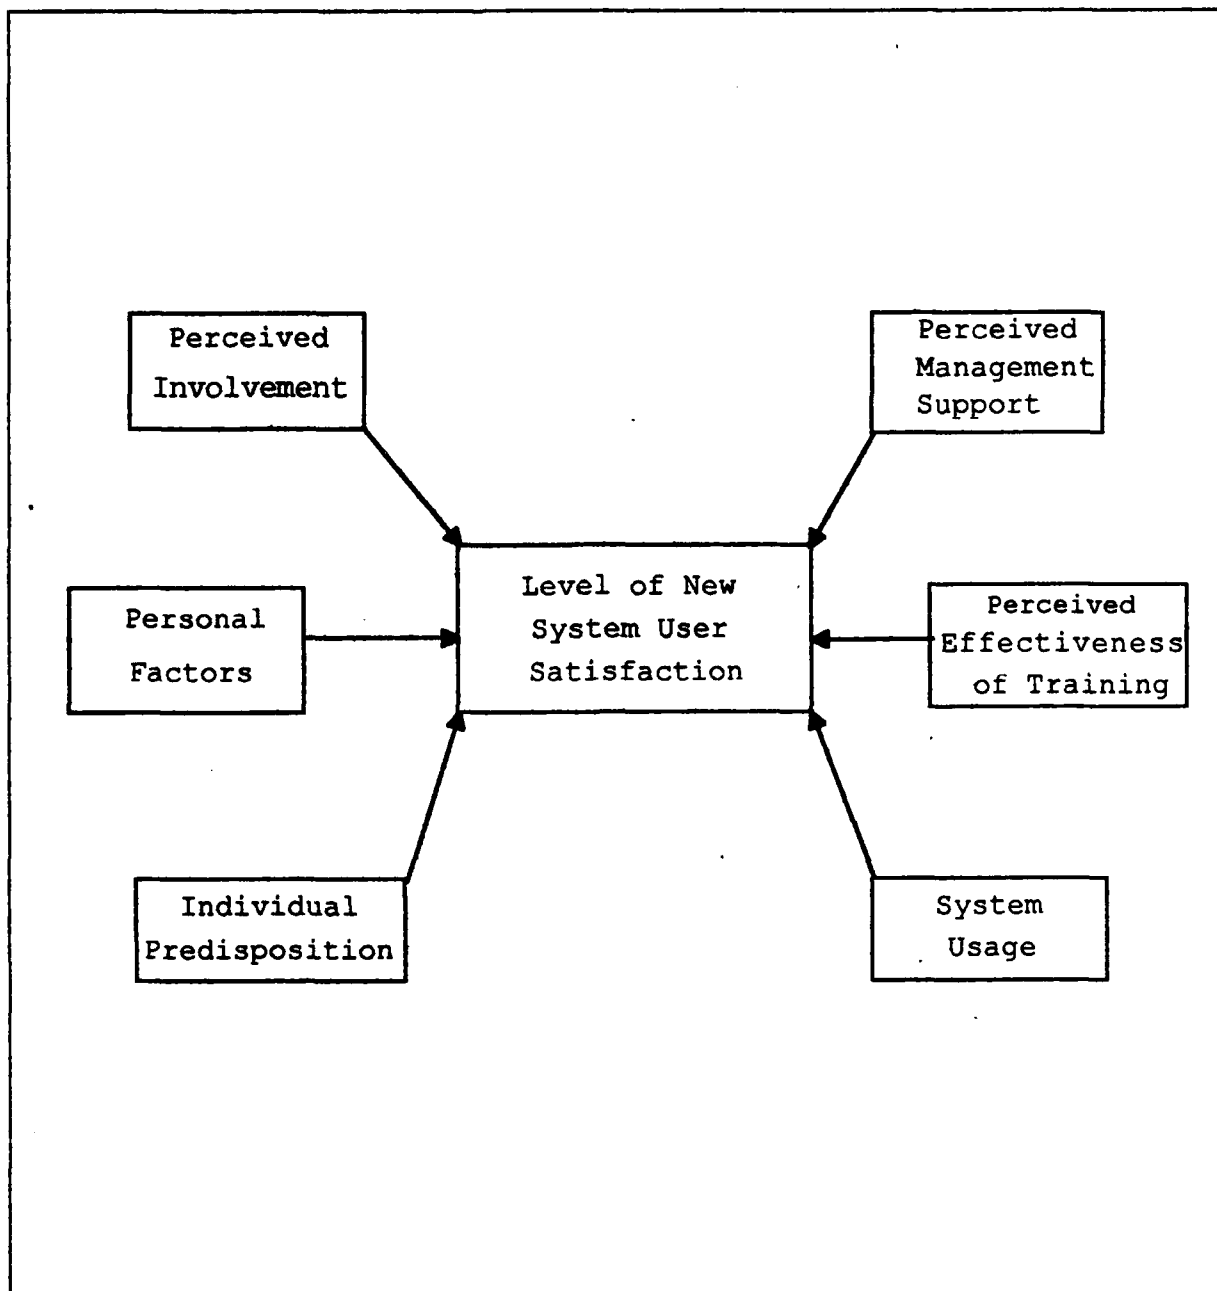 Perceived
Involvement
Perceived
Management
Support
Level of New
System User
Satisfaction
Personal
Factors
Perceived
Effectiveness
of Training
Individual
Predisposition
System
Usage